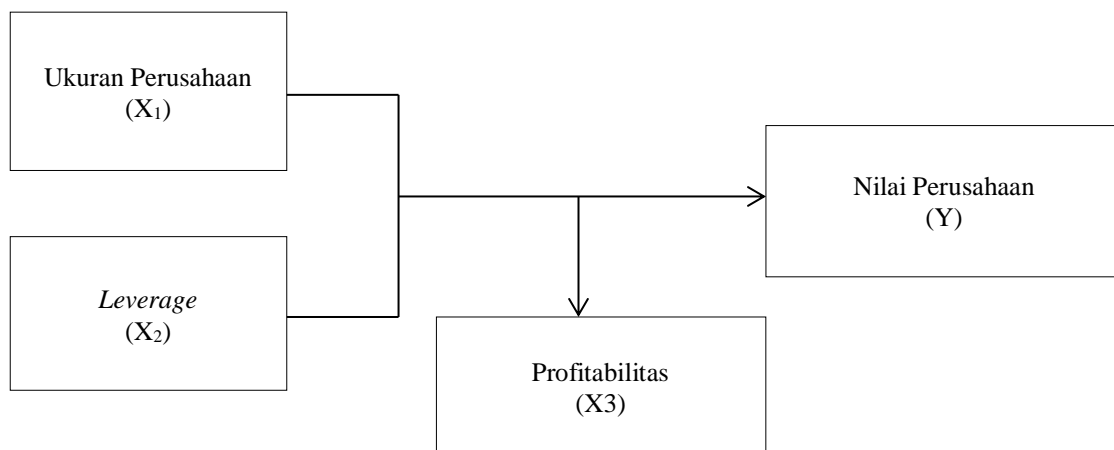 Ukuran Perusahaan
(X₁)
Nilai Perusahaan
(Y)
Leverage
(X₂)
Profitabilitas
(X3)